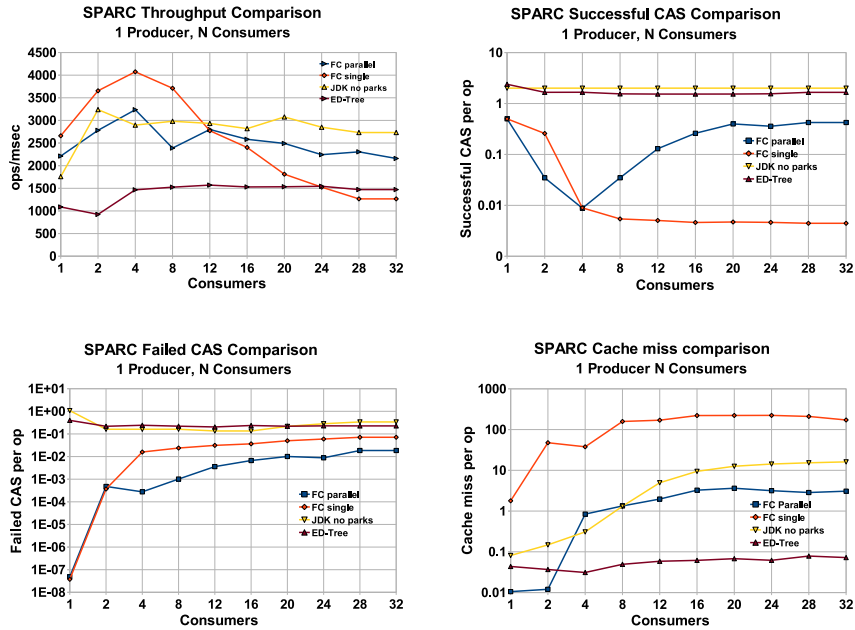 SPARC Throughput Comparison
1 Producer, N Consumers
ops/msec
4500
4000
3500
3000
2500
2000
1500
1000
500
0
1 2 4 8 12 16 20 24 28 32
Consumers
FC parallel
FC single
JDK no parks
ED-Tree
SPARC Successful CAS Comparison
1 Producer, N Consumers
Successful CAS per op
10
1
0.1
0.01
0
1 2 4 8 12 16 20 24 28 32
Consumers
FC parallel
FC single
JDK no parks
ED-Tree
SPARC Failed CAS Comparison
1 Producer, N Consumers
Failed CAS per op
1E+01
1E+00
1E-01
1E-02
1E-03
1E-04
1E-05
1E-06
1E-07
1E-08
1 2 4 8 12 16 20 24 28 32
Consumers
FC parallel
FC single
JDK no parks
ED-Tree
SPARC Cache miss comparison
1 Producer N Consumers
Cache miss per op
1000
100
10
1
0.1
0.01
1 2 4 8 12 16 20 24 28 32
Consumers
FC Parallel
FC single
JDK no parks
ED-Tree